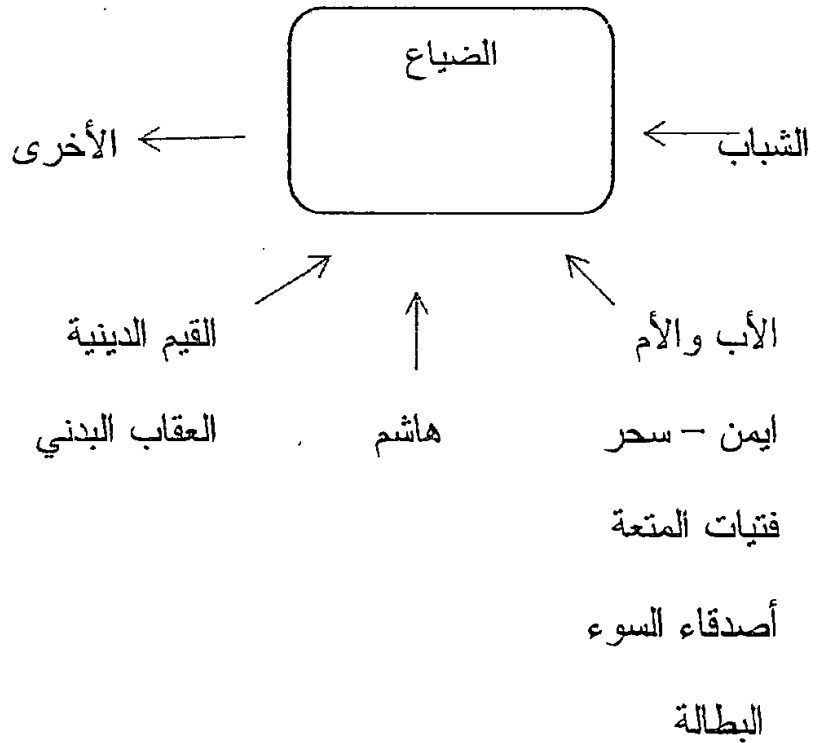 الضياع
الشباب
الأخرى
الأب والأم
القيم الدينية
ايمن – سحر
هاشم
العقاب البدني
فتيات المتعة
أصدقاء السوء
البطالة